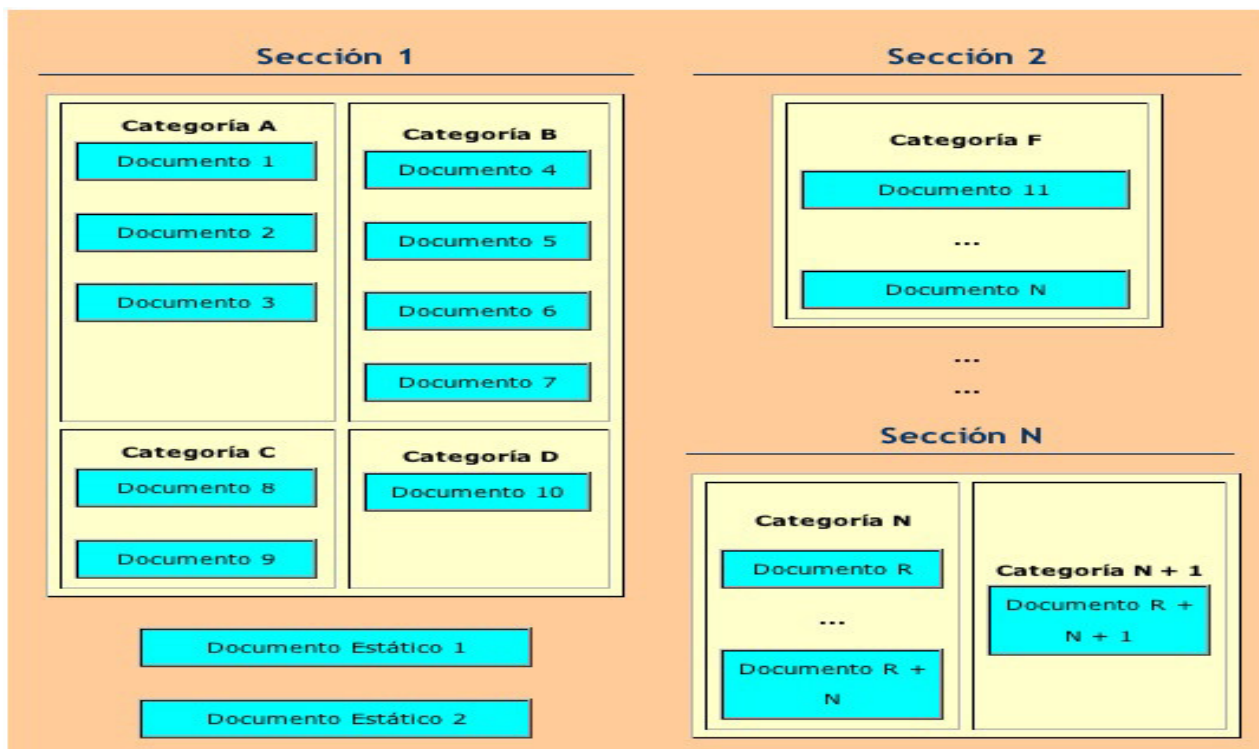 Sección 1
Categoría A
Documento 1
Documento 2
Documento 3
Categoría B
Documento 4
Documento 5
Documento 6
Documento 7
Categoría C
Documento 8
Documento 9
Categoría D
Documento 10
Documento Estático 1
Documento Estático 2
Sección 2
Categoría F
Documento 11
...
Documento N
...
...
Sección N
Categoría N
Documento R
...
Documento R +
N
Categoría N + 1
Documento R +
N + 1